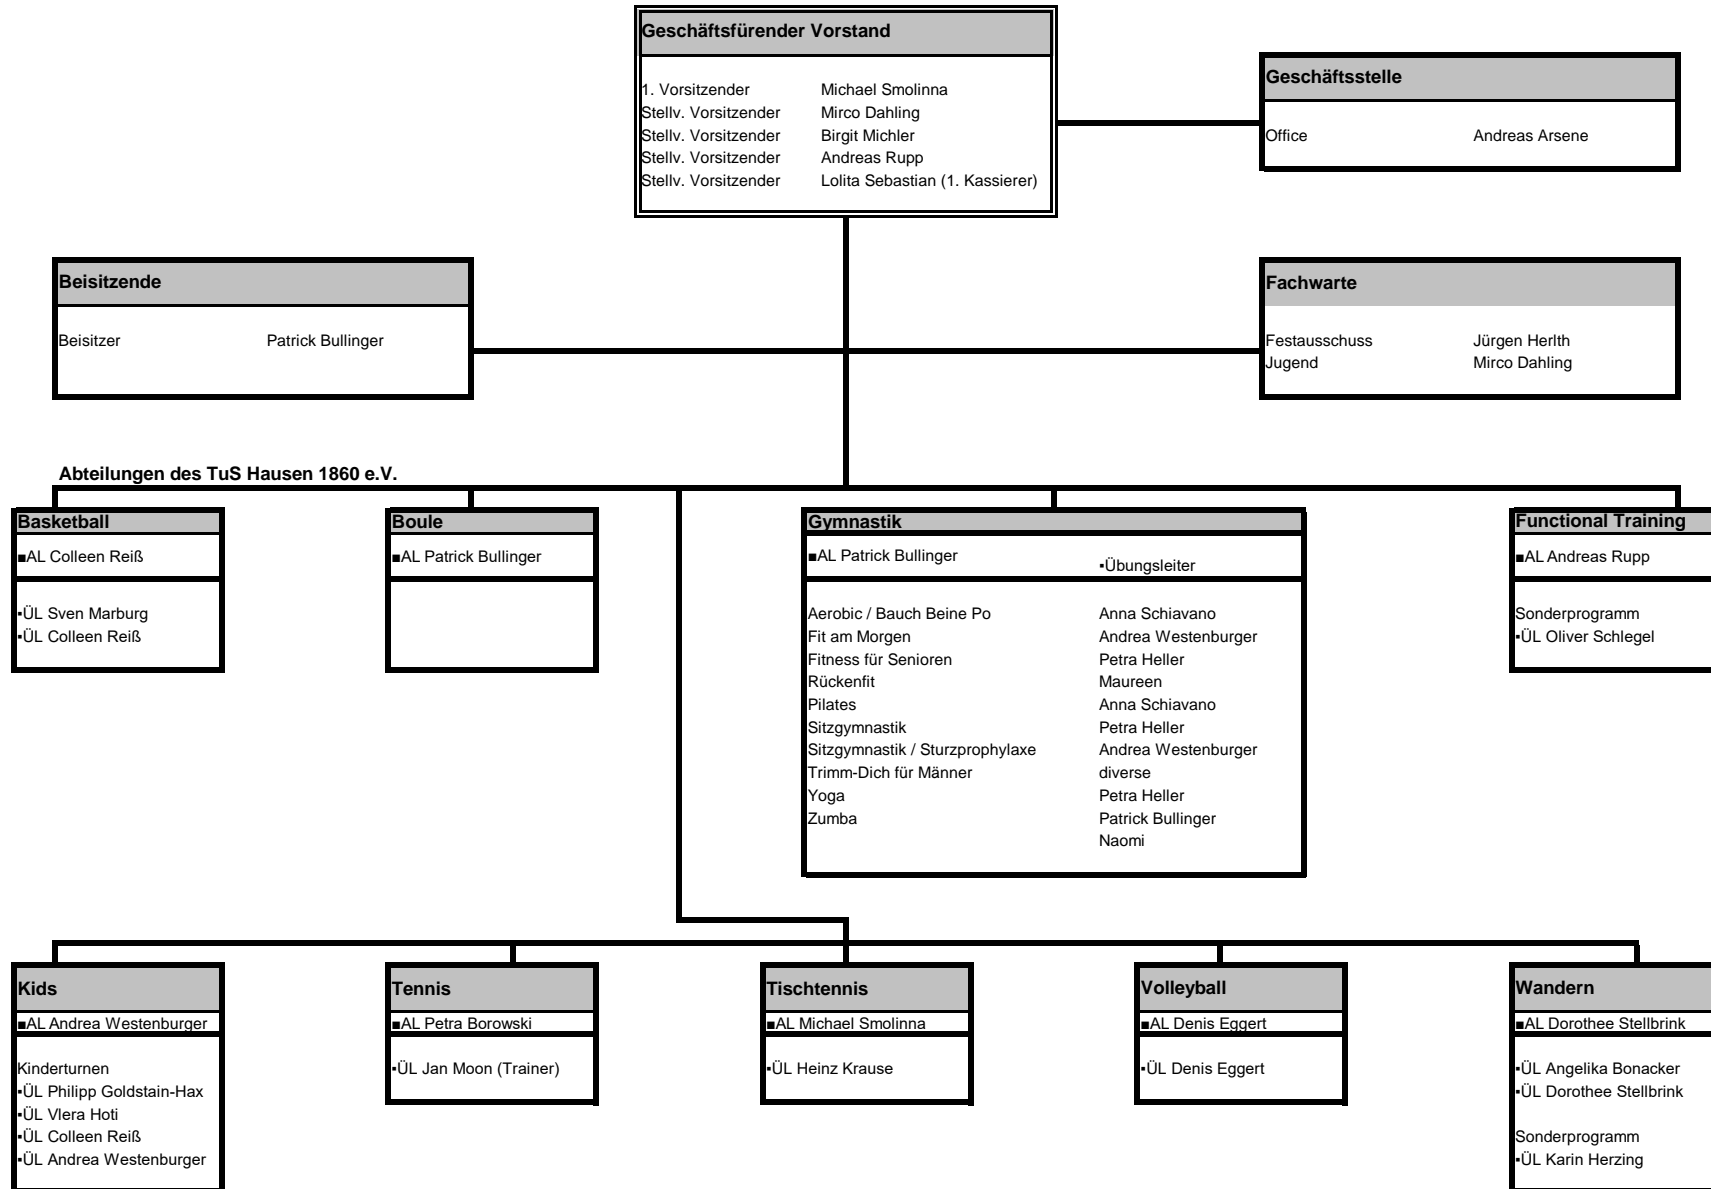 Geschäftsfürender Vorstand
1. Vorsitzender Michael Smolinna
Stellv. Vorsitzender Mirco Dahling
Stellv. Vorsitzender Birgit Michler
Stellv. Vorsitzender Andreas Rupp
Stellv. Vorsitzender Lolita Sebastian (1. Kassierer)
Geschäftsstelle
Office Andreas Arsene
Beisitzende
Beisitzer Patrick Bullinger
Fachwarte
Festausschuss Jürgen Herlth
Jugend Mirco Dahling
Abteilungen des TuS Hausen 1860 e.V.
Basketball
▪AL Colleen Reiß
▪ÜL Sven Marburg
▪ÜL Colleen Reiß
Boule
▪AL Patrick Bullinger
Gymnastik
▪AL Patrick Bullinger ▪Übungsleiter
Aerobic / Bauch Beine Po Anna Schiavano
Fit am Morgen Andrea Westenburger
Fitness für Senioren Petra Heller
Rückenfit Maureen
Pilates Anna Schiavano
Sitzgymnastik Petra Heller
Sitzgymnastik / Sturzprophylaxe Andrea Westenburger
Trimm-Dich für Männer diverse
Yoga Petra Heller
Zumba Patrick Bullinger
Naomi
Functional Training
▪AL Andreas Rupp
Sonderprogramm
▪ÜL Oliver Schlegel
Kids
▪AL Andrea Westenburger
Kinderturnen
▪ÜL Philipp Goldstain-Hax
▪ÜL Vlera Hoti
▪ÜL Colleen Reiß
▪ÜL Andrea Westenburger
Tennis
▪AL Petra Borowski
▪ÜL Jan Moon (Trainer)
Tischtennis
▪AL Michael Smolinna
▪ÜL Heinz Krause
Volleyball
▪AL Denis Eggert
▪ÜL Denis Eggert
Wandern
▪AL Dorothee Stellbrink
▪ÜL Angelika Bonacker
▪ÜL Dorothee Stellbrink
Sonderprogramm
▪ÜL Karin Herzing